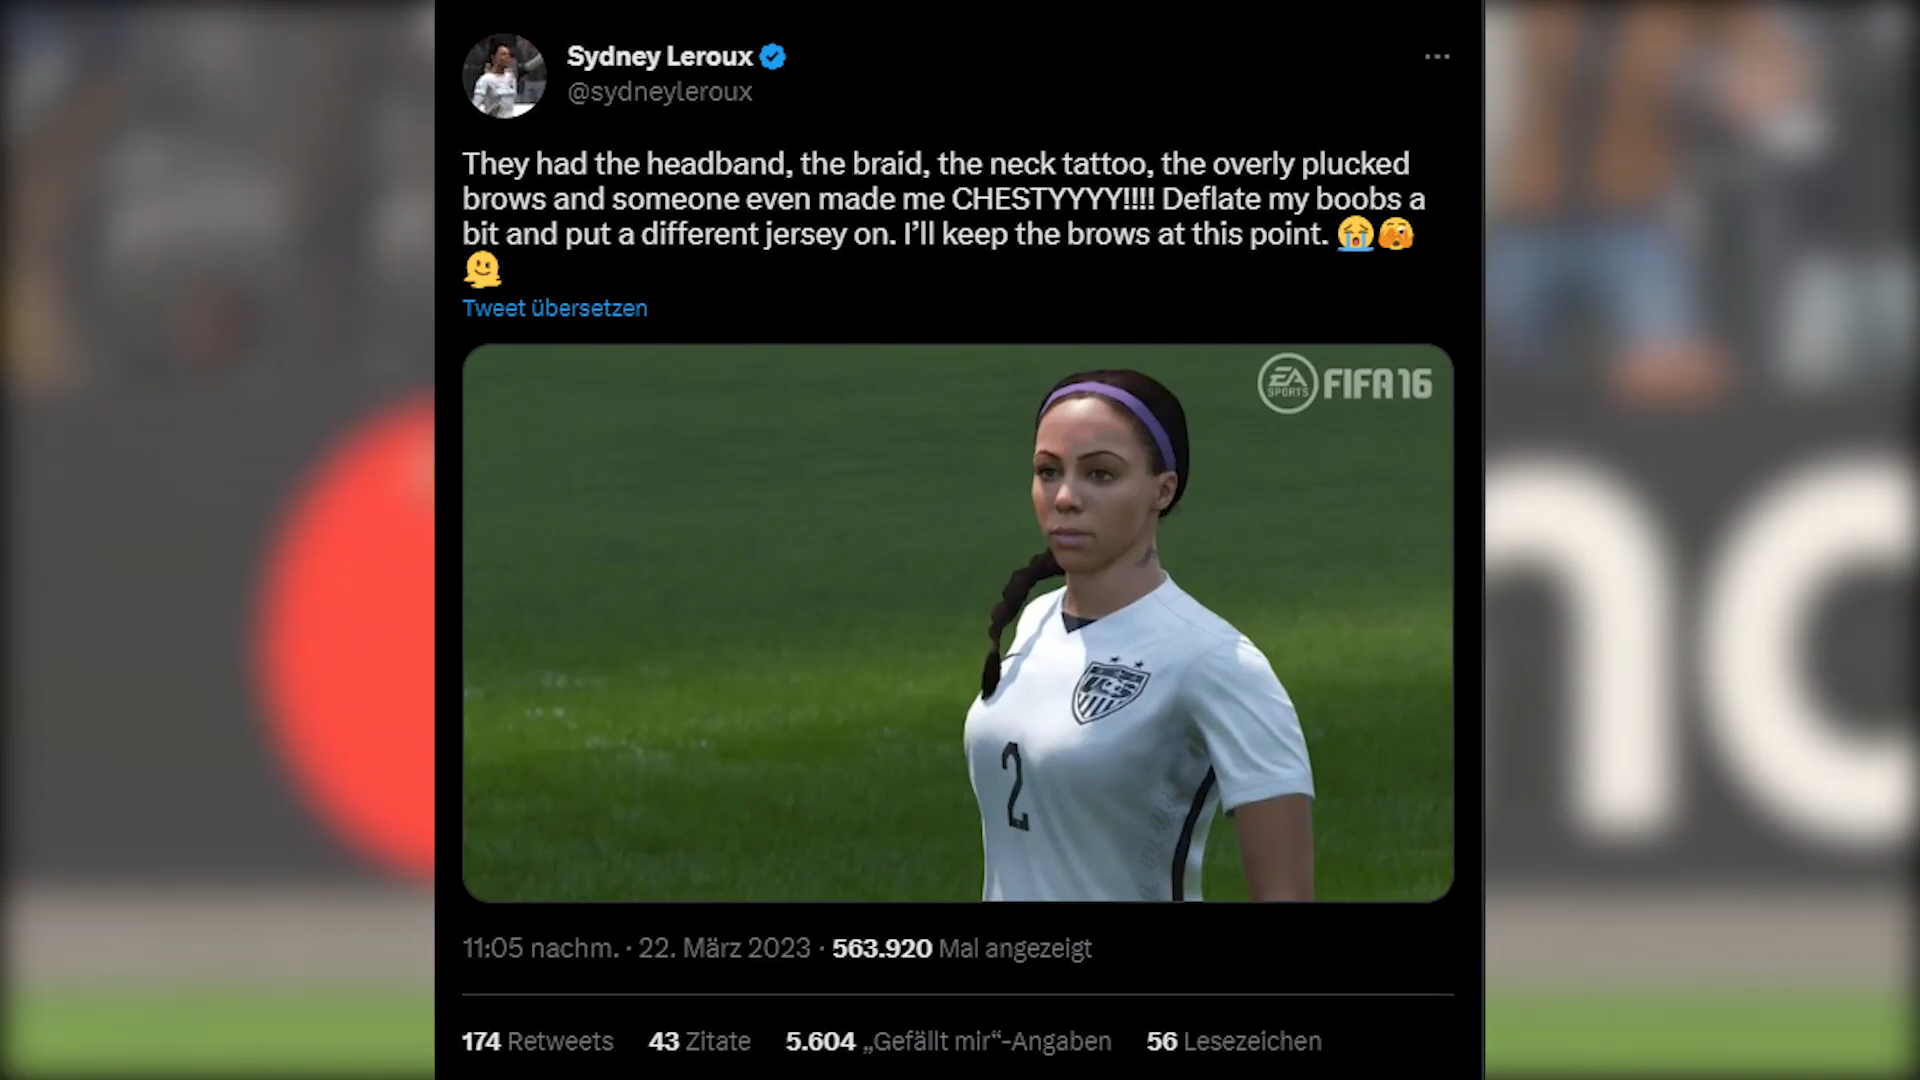 Sydney Leroux
@sydneyleroux
They had the headband, the braid, the neck tattoo, the overly plucked
brows and someone even made me CHESTYYYY!!!! Deflate my boobs a
bit and put a different jersey on. I’ll keep the brows at this point. 😭🫣
🫠
Tweet übersetzen
EA SPORTS FIFA 16
2
11:05 nachm. · 22. März 2023 · 563.920 Mal angezeigt
174 Retweets 43 Zitate 5.604 „Gefällt mir“-Angaben 56 Lesezeichen